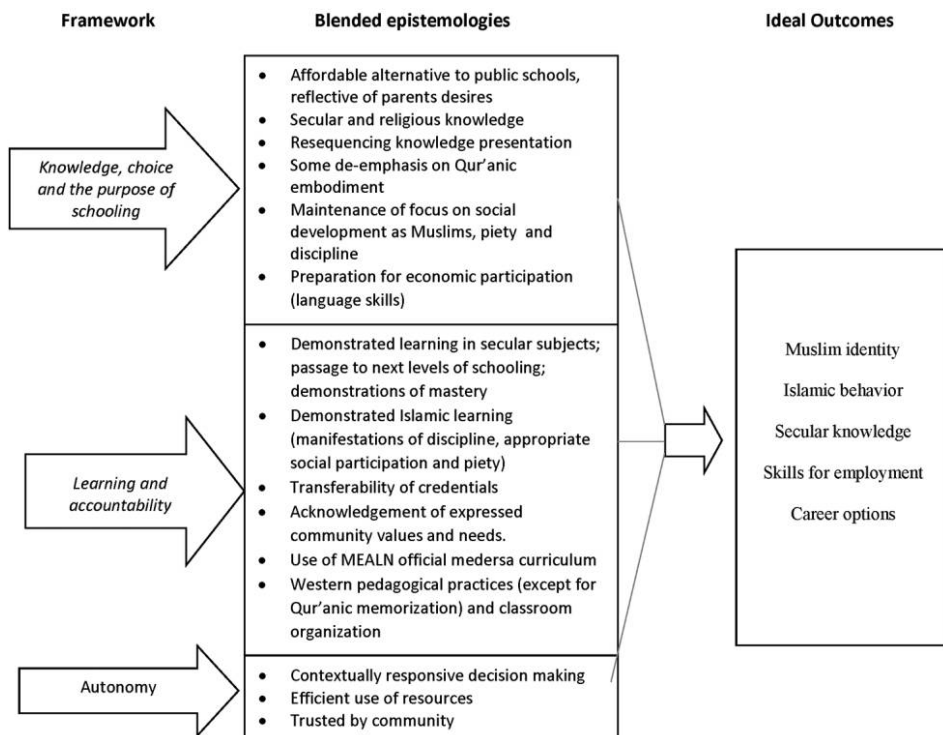 Framework
Blended epistemologies
Ideal Outcomes
Knowledge, choice
and the purpose of
schooling
• Affordable alternative to public schools,
reflective of parents desires
• Secular and religious knowledge
• Resequencing knowledge presentation
• Some de-emphasis on Qur'anic
embodiment
• Maintenance of focus on social
development as Muslims, piety and
discipline
• Preparation for economic participation
(language skills)
Learning and
accountability
• Demonstrated learning in secular subjects;
passage to next levels of schooling;
demonstrations of mastery
• Demonstrated Islamic learning
(manifestations of discipline, appropriate
social participation and piety)
• Transferability of credentials
• Acknowledgement of expressed
community values and needs.
• Use of MEALN official medersa curriculum
• Western pedagogical practices (except for
Qur'anic memorization) and classroom
organization
Autonomy
• Contextually responsive decision making
• Efficient use of resources
• Trusted by community
Muslim identity
Islamic behavior
Secular knowledge
Skills for employment
Career options